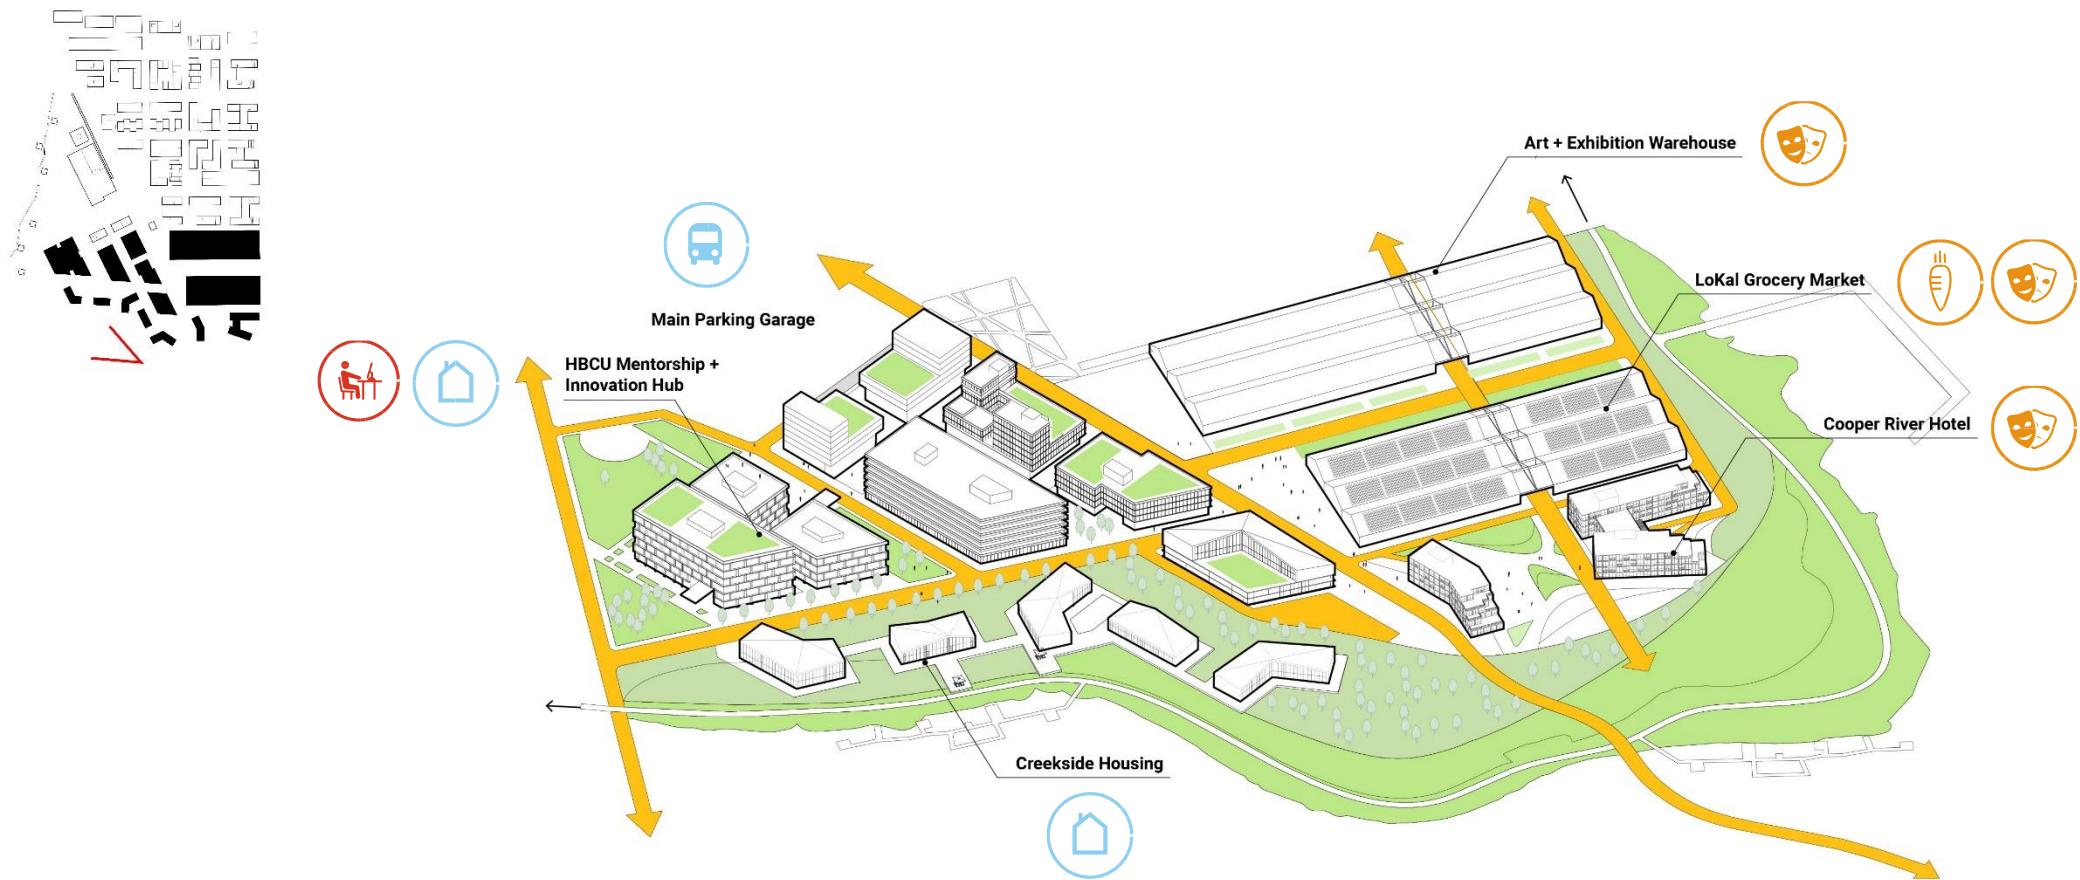 Art + Exhibition Warehouse
LoKal Grocery Market
Main Parking Garage
HBCU Mentorship +
Innovation Hub
Cooper River Hotel
Creekside Housing